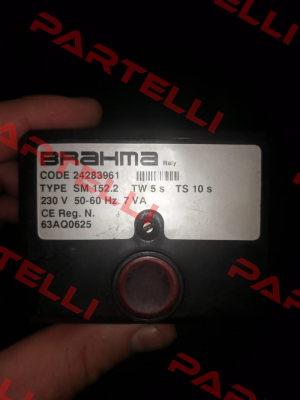 PARTELLI
BRAHMA Italy
CODE 24283961
TYPE SM 152.2 TW 5 s TS 10 s
230 V 50-60 Hz 7 VA
CE Reg. N.
63AQ0625
PARTELLI
PARTELLI